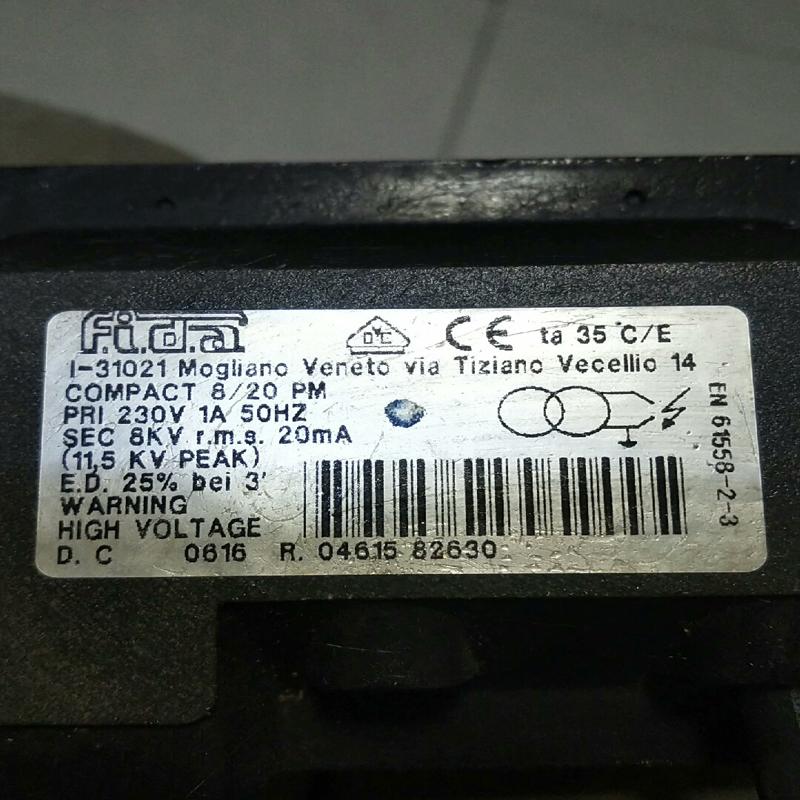 f.i.d.a
OVE
CE ta 35 C/E
I-31021 Mogliano Veneto via Tiziano Vecellio 14
COMPACT 8/20 PM
PRI 230V 1A 50HZ
SEC 8KV r.m.s. 20mA
(11,5 KV PEAK)
E.D. 25% bei 3'
WARNING
HIGH VOLTAGE
D. C 0616 R. 04615 82630
EN 61558-2-3